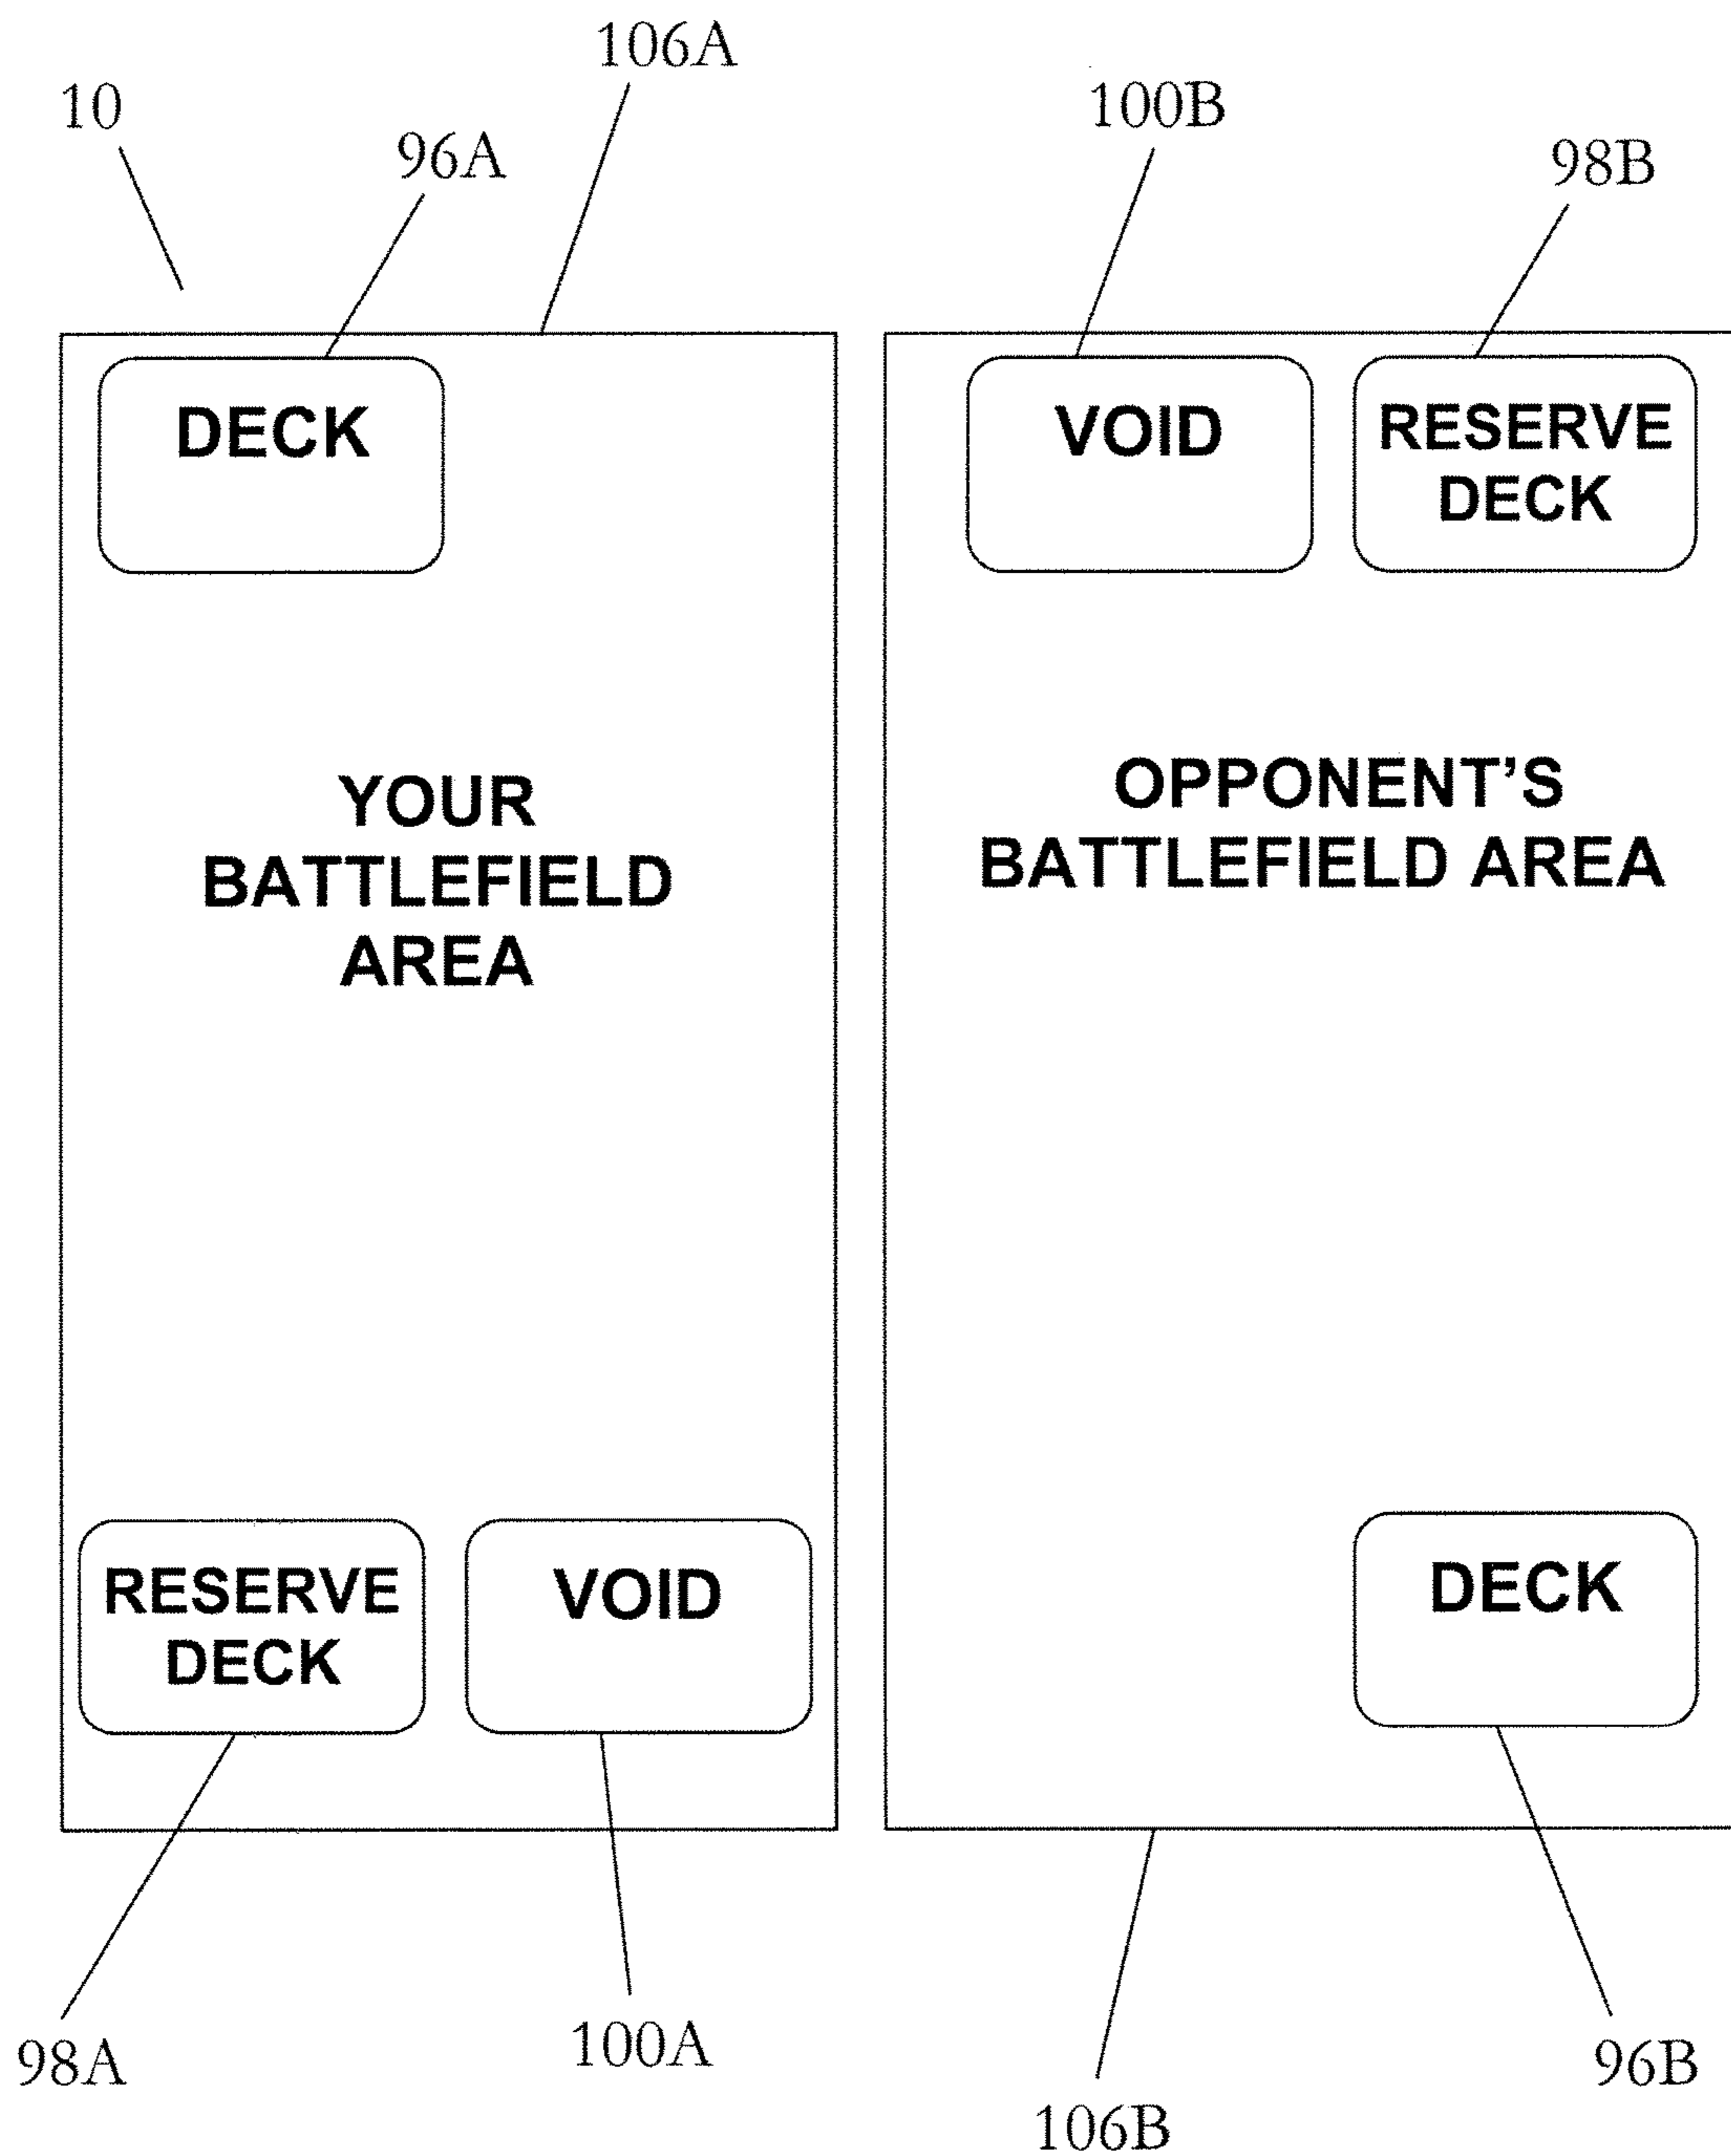 106A
10
96A
100B
98B
DECK
VOID
RESERVE
DECK
YOUR
BATTLEFIELD
AREA
OPPONENT’S
BATTLEFIELD AREA
RESERVE
DECK
VOID
DECK
98A
100A
106B
96B